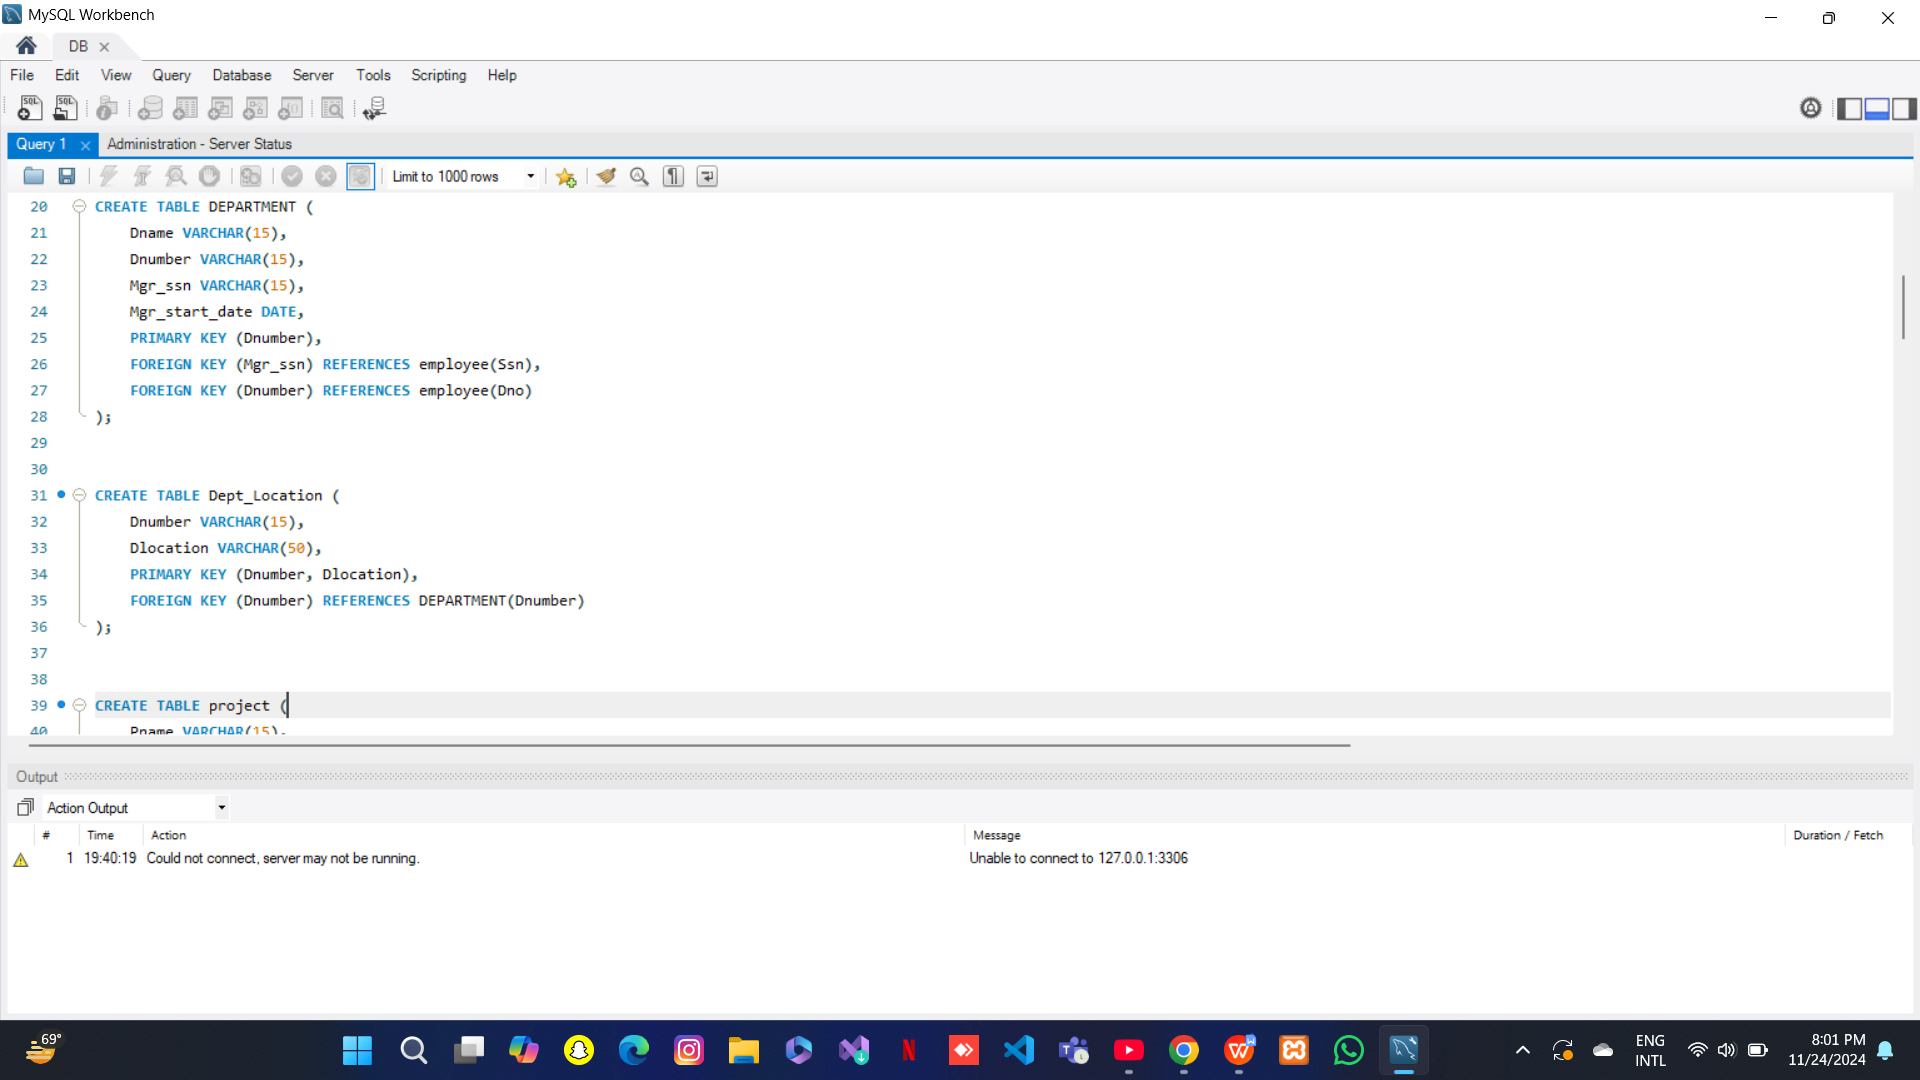 MySQL Workbench
DB
File Edit View Query Database Server Tools Scripting Help
Query 1 Administration - Server Status
Limit to 1000 rows
20 CREATE TABLE DEPARTMENT (
21 Dname VARCHAR(15),
22 Dnumber VARCHAR(15),
23 Mgr_ssn VARCHAR(15),
24 Mgr_start_date DATE,
25 PRIMARY KEY (Dnumber),
26 FOREIGN KEY (Mgr_ssn) REFERENCES employee(Ssn),
27 FOREIGN KEY (Dnumber) REFERENCES employee(Dno)
28 );
29
30
31 CREATE TABLE Dept_Location (
32 Dnumber VARCHAR(15),
33 Dlocation VARCHAR(50),
34 PRIMARY KEY (Dnumber, Dlocation),
35 FOREIGN KEY (Dnumber) REFERENCES DEPARTMENT(Dnumber)
36 );
37
38
39 CREATE TABLE project (
40 Pname VARCHAR(15),
Output
Action Output
# Time Action Message Duration / Fetch
1 19:40:19 Could not connect, server may not be running. Unable to connect to 127.0.0.1:3306
69°
ENG
INTL
8:01 PM
11/24/2024